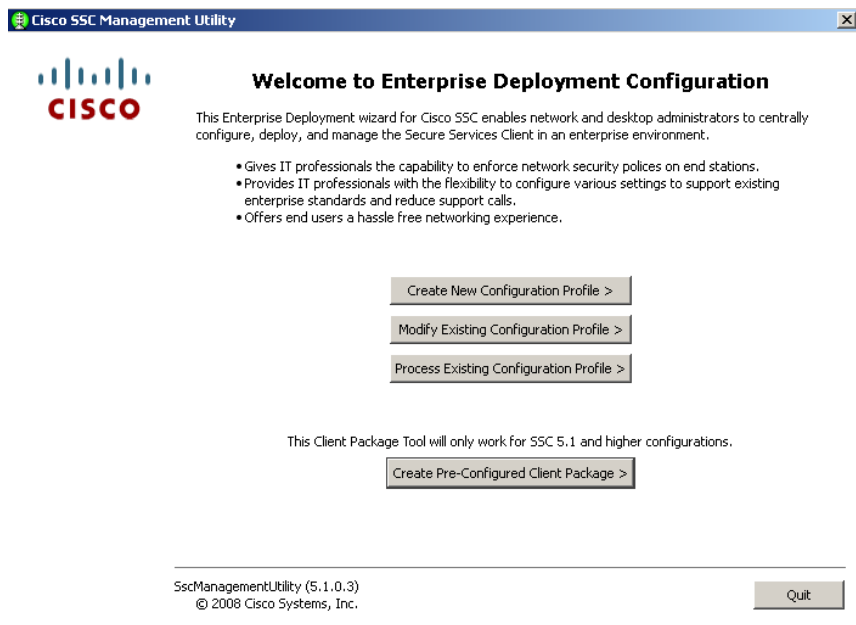 Cisco SSC Management Utility
CISCO
Welcome to Enterprise Deployment Configuration
This Enterprise Deployment wizard for Cisco SSC enables network and desktop administrators to centrally
configure, deploy, and manage the Secure Services Client in an enterprise environment.
• Gives IT professionals the capability to enforce network security polices on end stations.
• Provides IT professionals with the flexibility to configure various settings to support existing
enterprise standards and reduce support calls.
• Offers end users a hassle free networking experience.
Create New Configuration Profile >
Modify Existing Configuration Profile >
Process Existing Configuration Profile >
This Client Package Tool will only work for SSC 5.1 and higher configurations.
Create Pre-Configured Client Package >
SscManagementUtility (5.1.0.3)
© 2008 Cisco Systems, Inc.
Quit